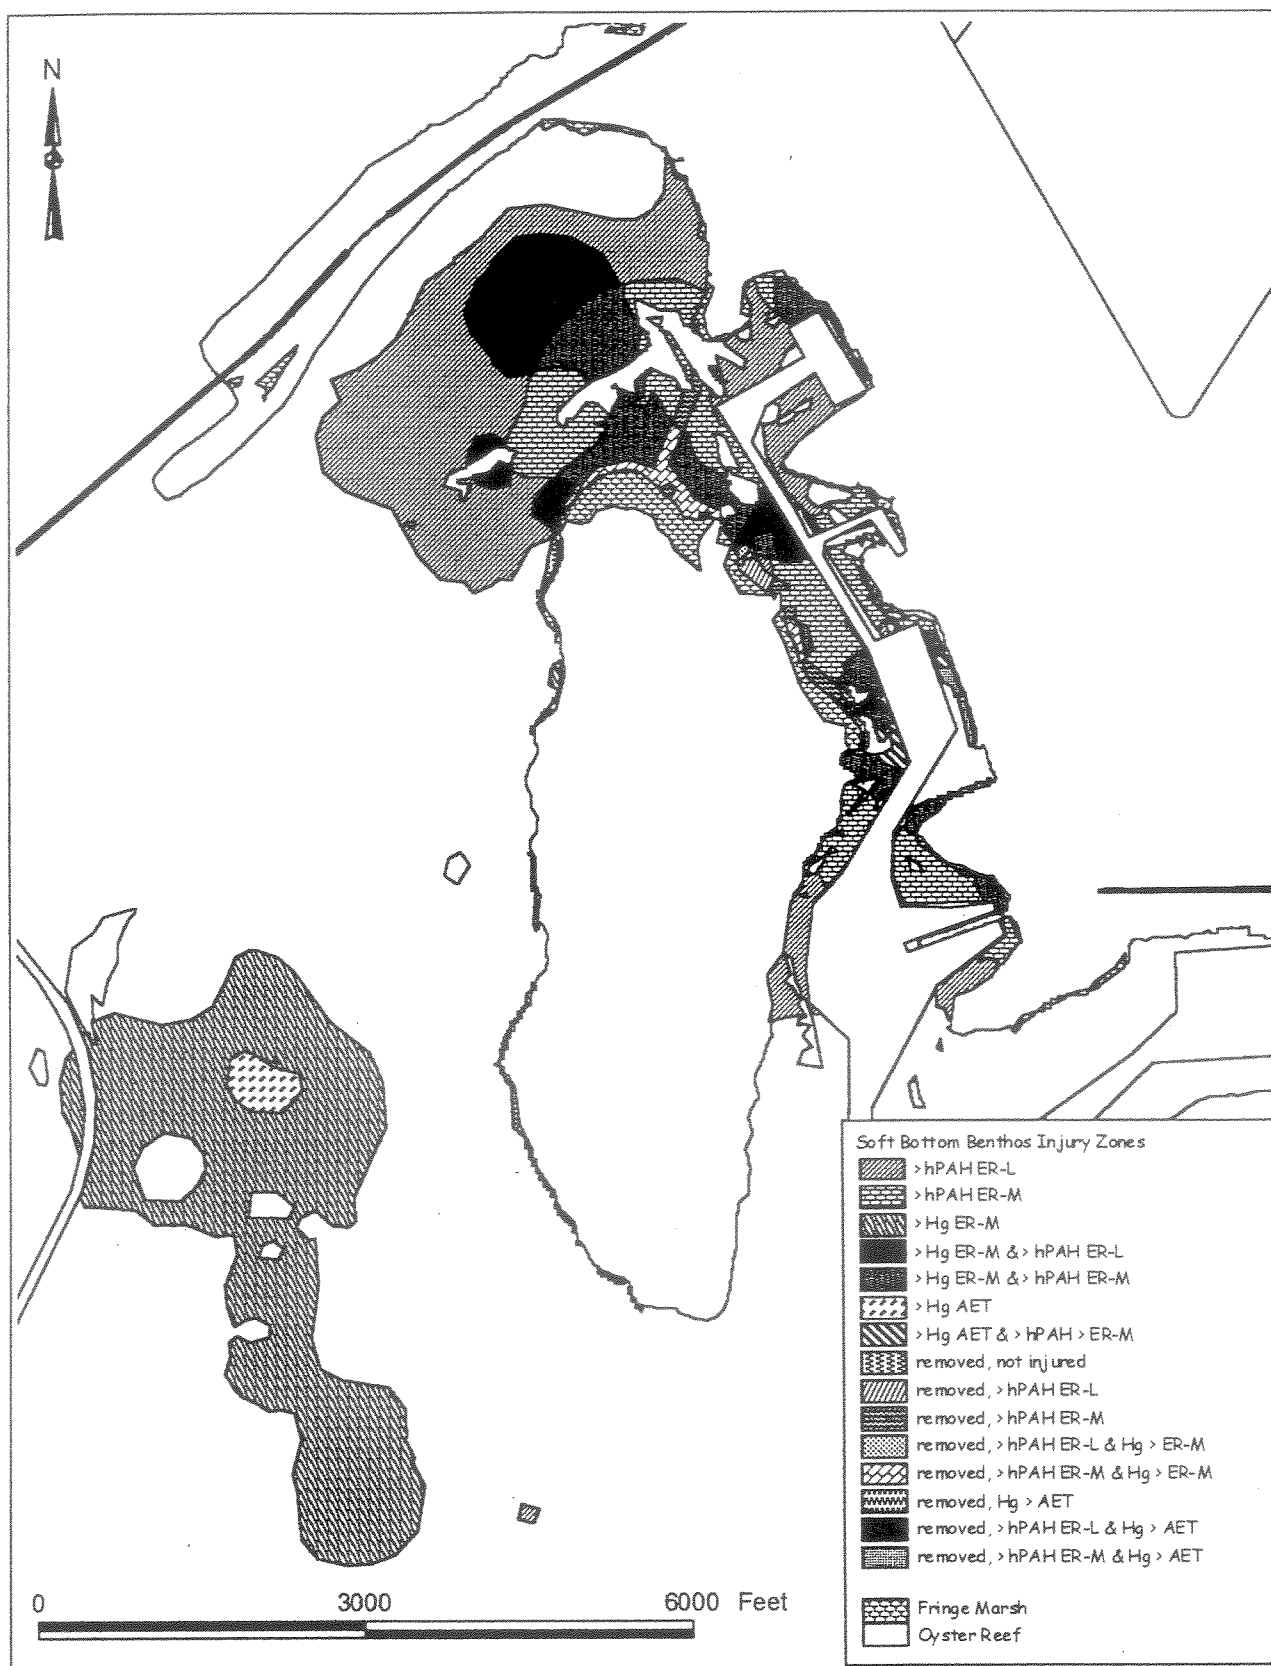 N
Soft Bottom Benthos Injury Zones
>hPAH ER-L
>hPAH ER-M
>Hg ER-M
>Hg ER-M & >hPAH ER-L
>Hg ER-M & >hPAH ER-M
>Hg AET
>Hg AET & >hPAH >ER-M
removed, not injured
removed, >hPAH ER-L
removed, >hPAH ER-M
removed, >hPAH ER-L & Hg > ER-M
removed, >hPAH ER-M & Hg > ER-M
removed, Hg > AET
removed, >hPAH ER-L & Hg > AET
removed, >hPAH ER-M & Hg > AET
Fringe Marsh
Oyster Reef
0 3000 6000 Feet